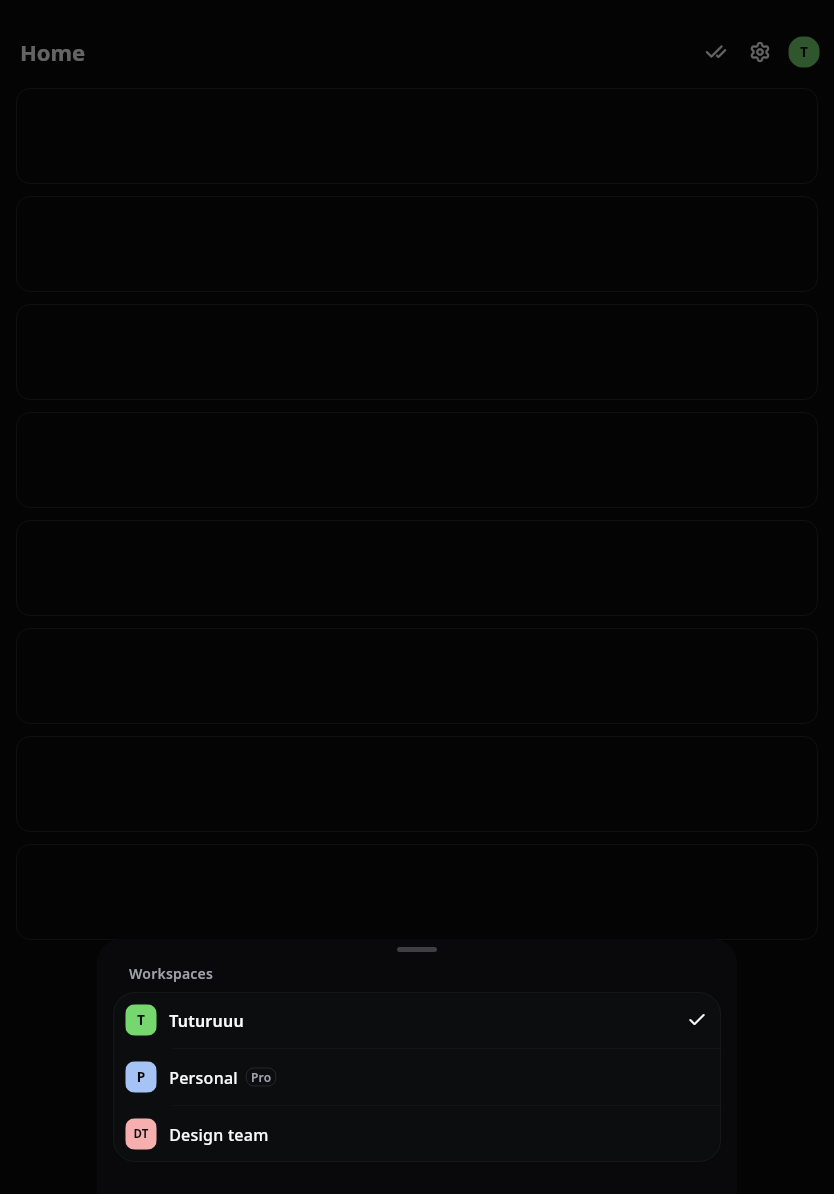 Home
T
Workspaces
T
Tuturuuu
P
Personal Pro
DT
Design team